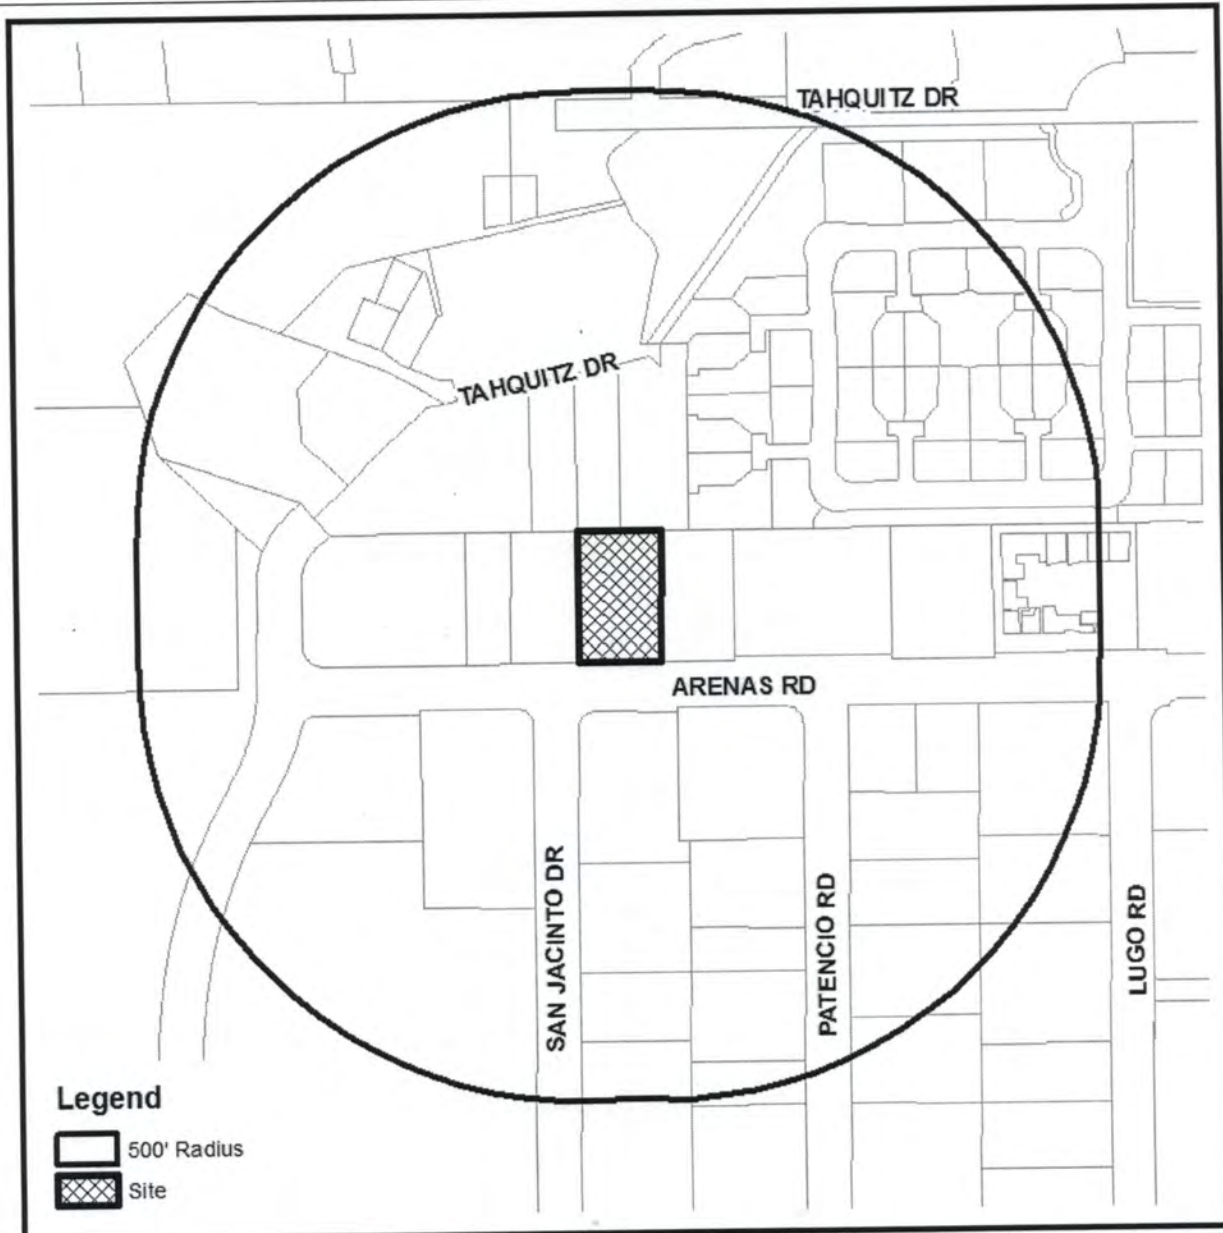 TAHQUITZ DR
TAHQUITZ DR
ARENAS RD
SAN JACINTO DR
PATENCIO RD
LUGO RD
Legend
500' Radius
Site